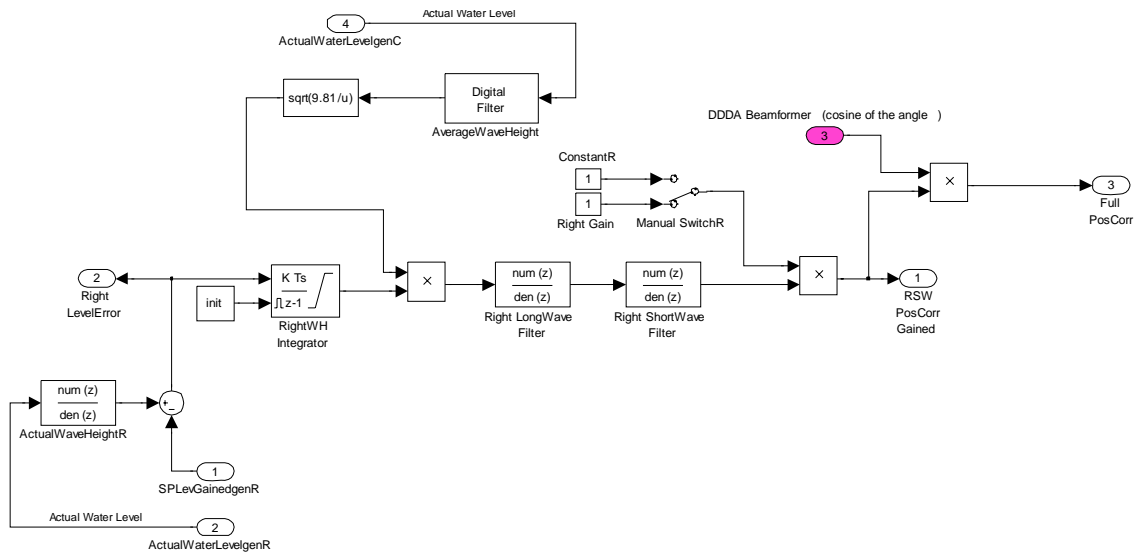 Actual Water Level
4
ActualWaterLevelgenC
sqrt(9.81/u)
Digital
Filter
AverageWaveHeight
DDDA Beamformer (cosine of the angle )
3
ConstantR
1
1
Right Gain
Manual SwitchR
×
3
Full
PosCorr
2
Right
LevelError
init
K Ts
z-1
RightWH
Integrator
×
num (z)
den (z)
Right LongWave
Filter
num (z)
den (z)
Right ShortWave
Filter
×
1
RSW
PosCorr
Gained
num (z)
den (z)
ActualWaveHeightR
+
−
1
SPLevGainedgenR
Actual Water Level
2
ActualWaterLevelgenR